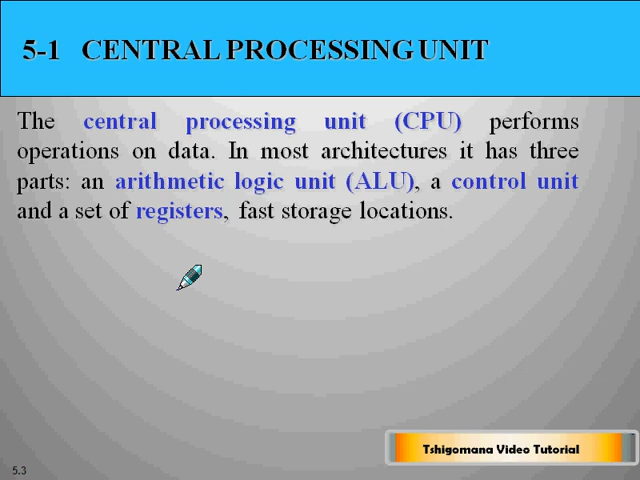 5-1 CENTRAL PROCESSING UNIT
The central processing unit (CPU) performs
operations on data. In most architectures it has three
parts: an arithmetic logic unit (ALU), a control unit
and a set of registers, fast storage locations.
Tshigomana Video Tutorial
5.3